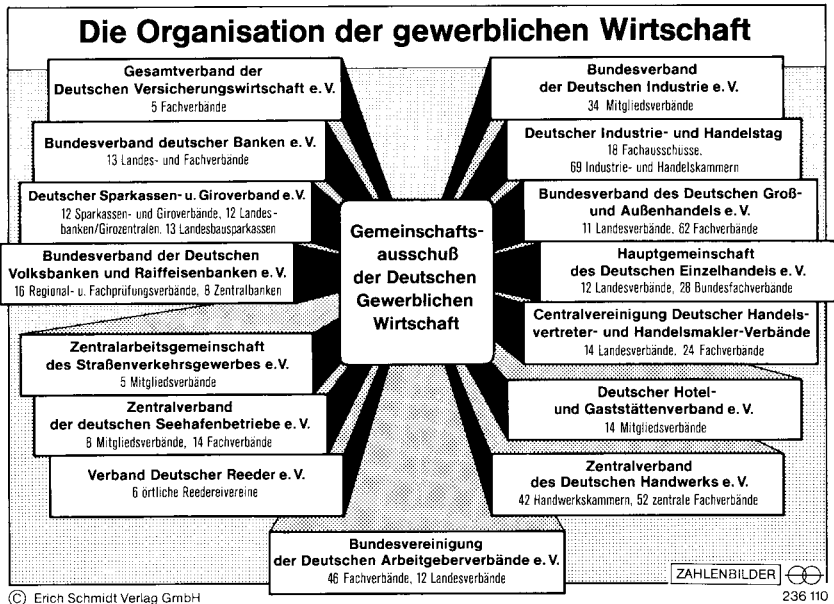 Die Organisation der gewerblichen Wirtschaft
Gesamtverband der
Deutschen Versicherungswirtschaft e. V.
5 Fachverbände
Bundesverband deutscher Banken e. V.
13 Landes- und Fachverbände
Deutscher Sparkassen- u. Giroverband e. V.
12 Sparkassen- und Giroverbände, 12 Landes-
banken/Girozentralen, 13 Landesbausparkassen
Bundesverband der Deutschen
Volksbanken und Raiffeisenbanken e. V.
16 Regional- u. Fachprüfungsverbände, 8 Zentralbanken
Zentralarbeitsgemeinschaft
des Straßenverkehrsgewerbes e. V.
5 Mitgliedsverbände
Zentralverband
der deutschen Seehafenbetriebe e. V.
6 Mitgliedsverbände, 14 Fachverbände
Verband Deutscher Reeder e. V.
6 örtliche Reedereivereine
Gemeinschafts-
ausschuß
der Deutschen
Gewerblichen
Wirtschaft
Bundesverband
der Deutschen Industrie e. V.
34 Mitgliedsverbände
Deutscher Industrie- und Handelstag
18 Fachausschüsse,
69 Industrie- und Handelskammern
Bundesverband des Deutschen Groß-
und Außenhandels e. V.
11 Landesverbände, 62 Fachverbände
Hauptgemeinschaft
des Deutschen Einzelhandels e. V.
12 Landesverbände, 28 Bundesfachverbände
Centralvereinigung Deutscher Handels-
vertreter- und Handelsmakler-Verbände
14 Landesverbände, 24 Fachverbände
Deutscher Hotel-
und Gaststättenverband e. V.
14 Mitgliedsverbände
Zentralverband
des Deutschen Handwerks e. V.
42 Handwerkskammern, 52 zentrale Fachverbände
Bundesvereinigung
der Deutschen Arbeitgeberverbände e. V.
46 Fachverbände, 12 Landesverbände
ZAHLENBILDER
(C) Erich Schmidt Verlag GmbH
236 110